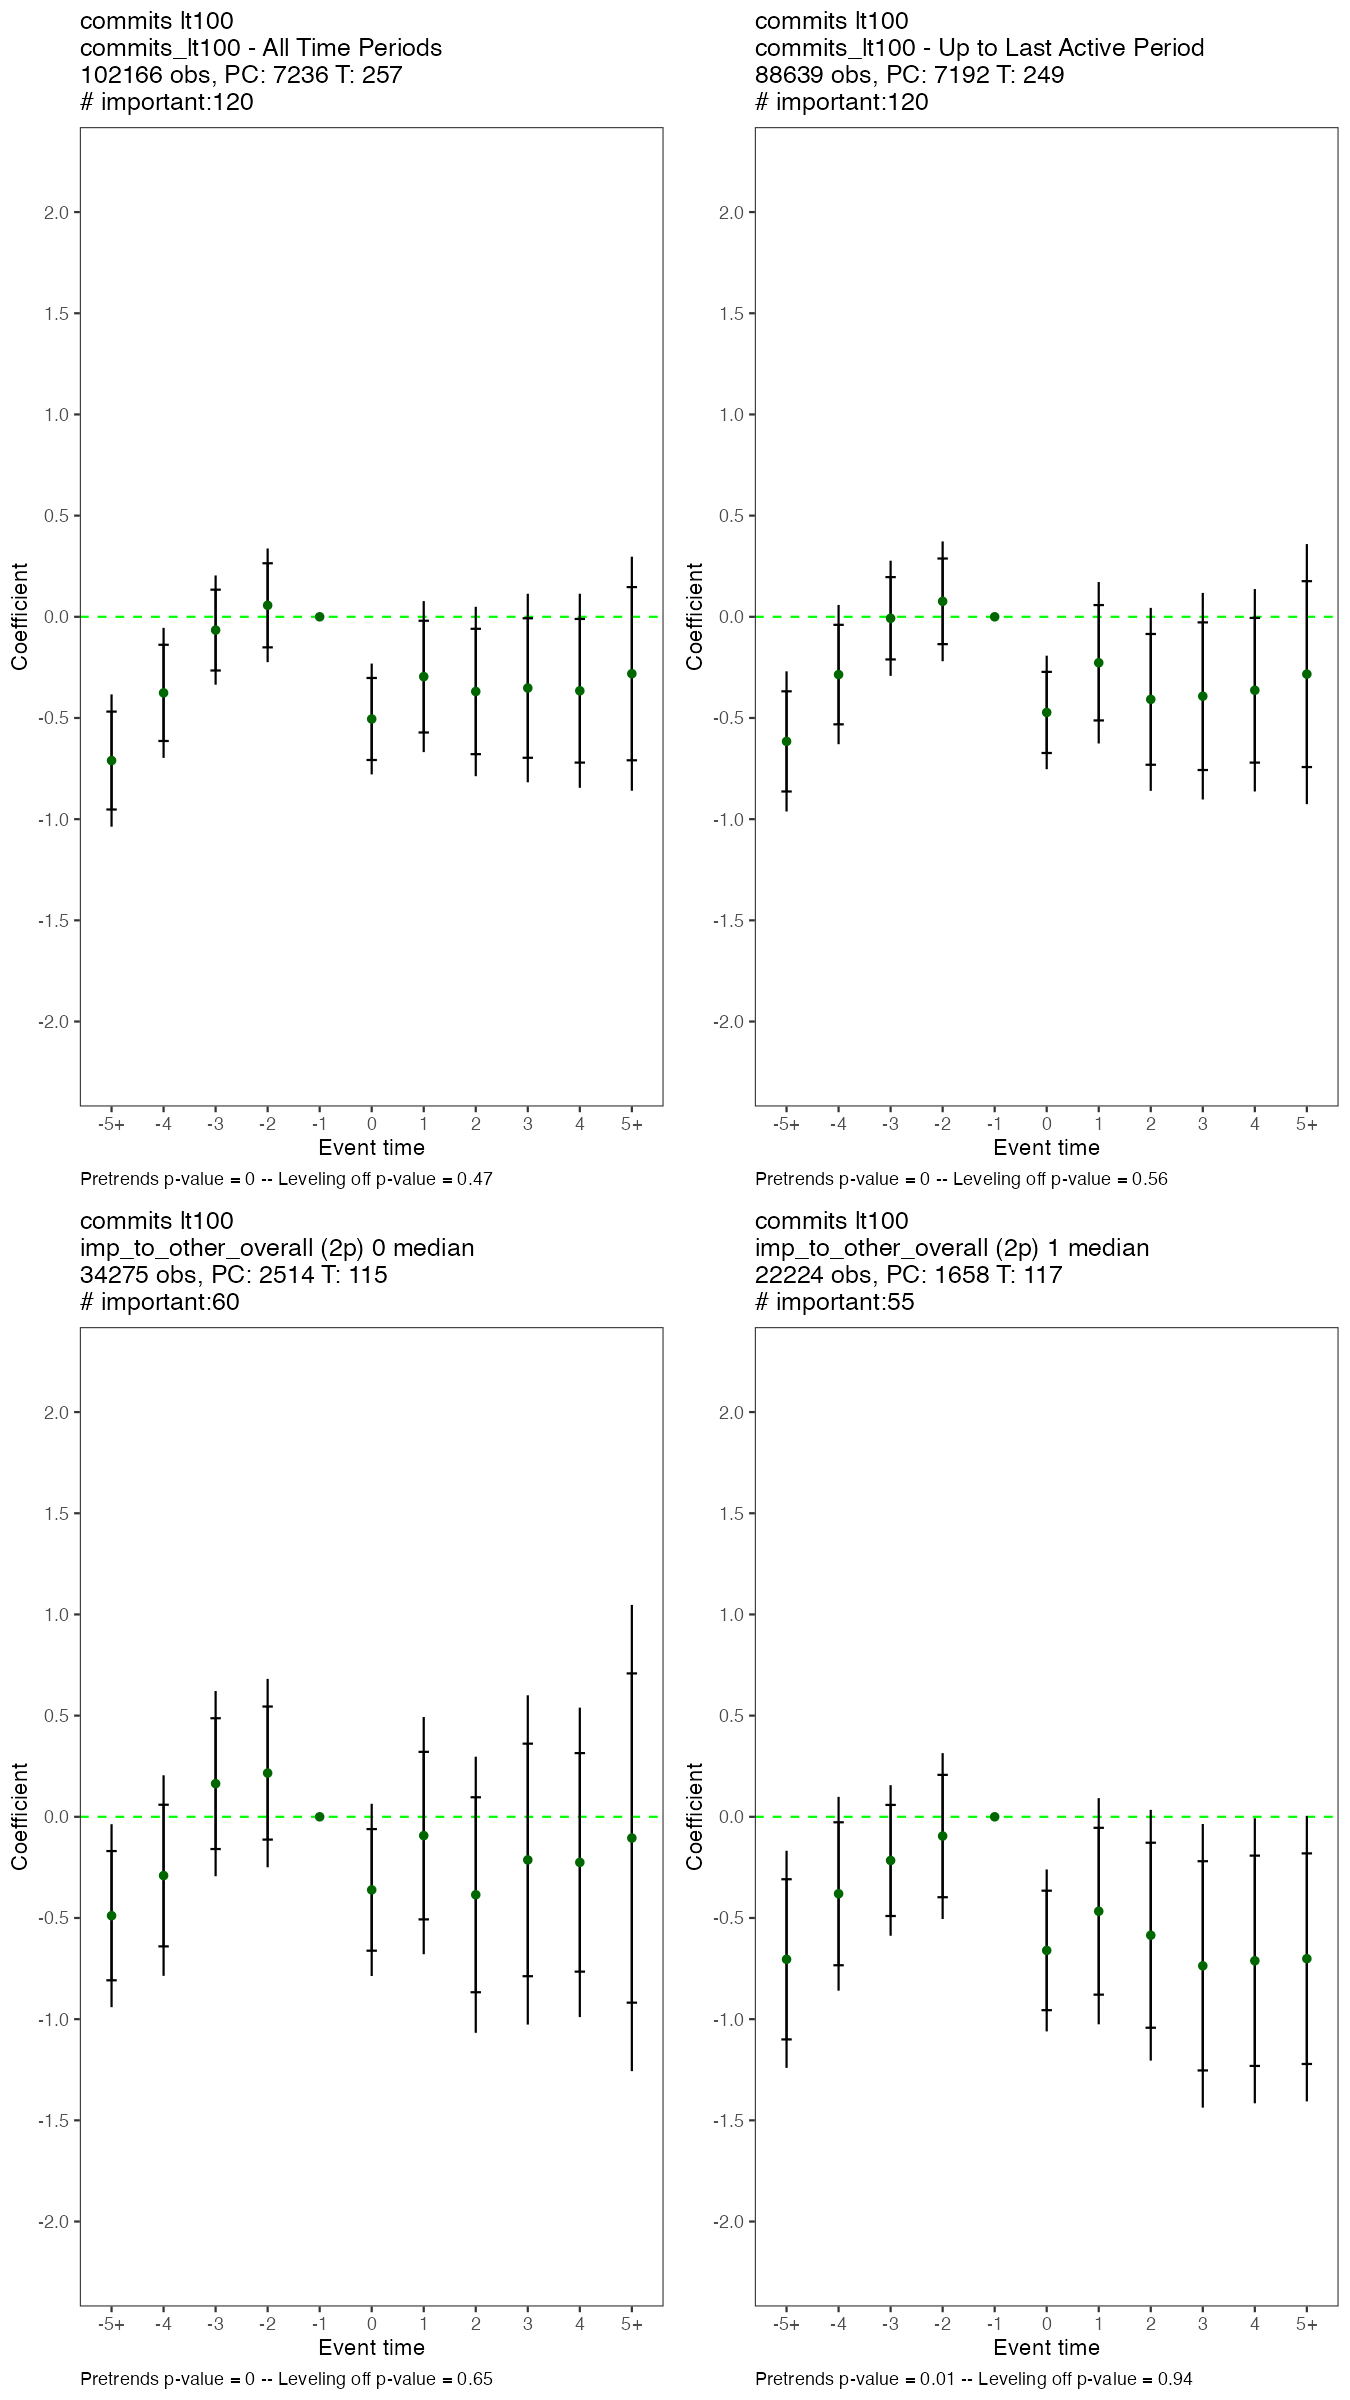 commits lt100
commits_lt100 - All Time Periods
102166 obs, PC: 7236 T: 257
# important:120
2.0
1.5
1.0
0.5
0.0
-0.5
-1.0
-1.5
-2.0
Coefficient
-5+ -4 -3 -2 -1 0 1 2 3 4 5+
Event time
Pretrends p-value = 0 -- Leveling off p-value = 0.47
commits lt100
commits_lt100 - Up to Last Active Period
88639 obs, PC: 7192 T: 249
# important:120
2.0
1.5
1.0
0.5
0.0
-0.5
-1.0
-1.5
-2.0
Coefficient
-5+ -4 -3 -2 -1 0 1 2 3 4 5+
Event time
Pretrends p-value = 0 -- Leveling off p-value = 0.56
commits lt100
imp_to_other_overall (2p) 0 median
34275 obs, PC: 2514 T: 115
# important:60
2.0
1.5
1.0
0.5
0.0
-0.5
-1.0
-1.5
-2.0
Coefficient
-5+ -4 -3 -2 -1 0 1 2 3 4 5+
Event time
Pretrends p-value = 0 -- Leveling off p-value = 0.65
commits lt100
imp_to_other_overall (2p) 1 median
22224 obs, PC: 1658 T: 117
# important:55
2.0
1.5
1.0
0.5
0.0
-0.5
-1.0
-1.5
-2.0
Coefficient
-5+ -4 -3 -2 -1 0 1 2 3 4 5+
Event time
Pretrends p-value = 0.01 -- Leveling off p-value = 0.94